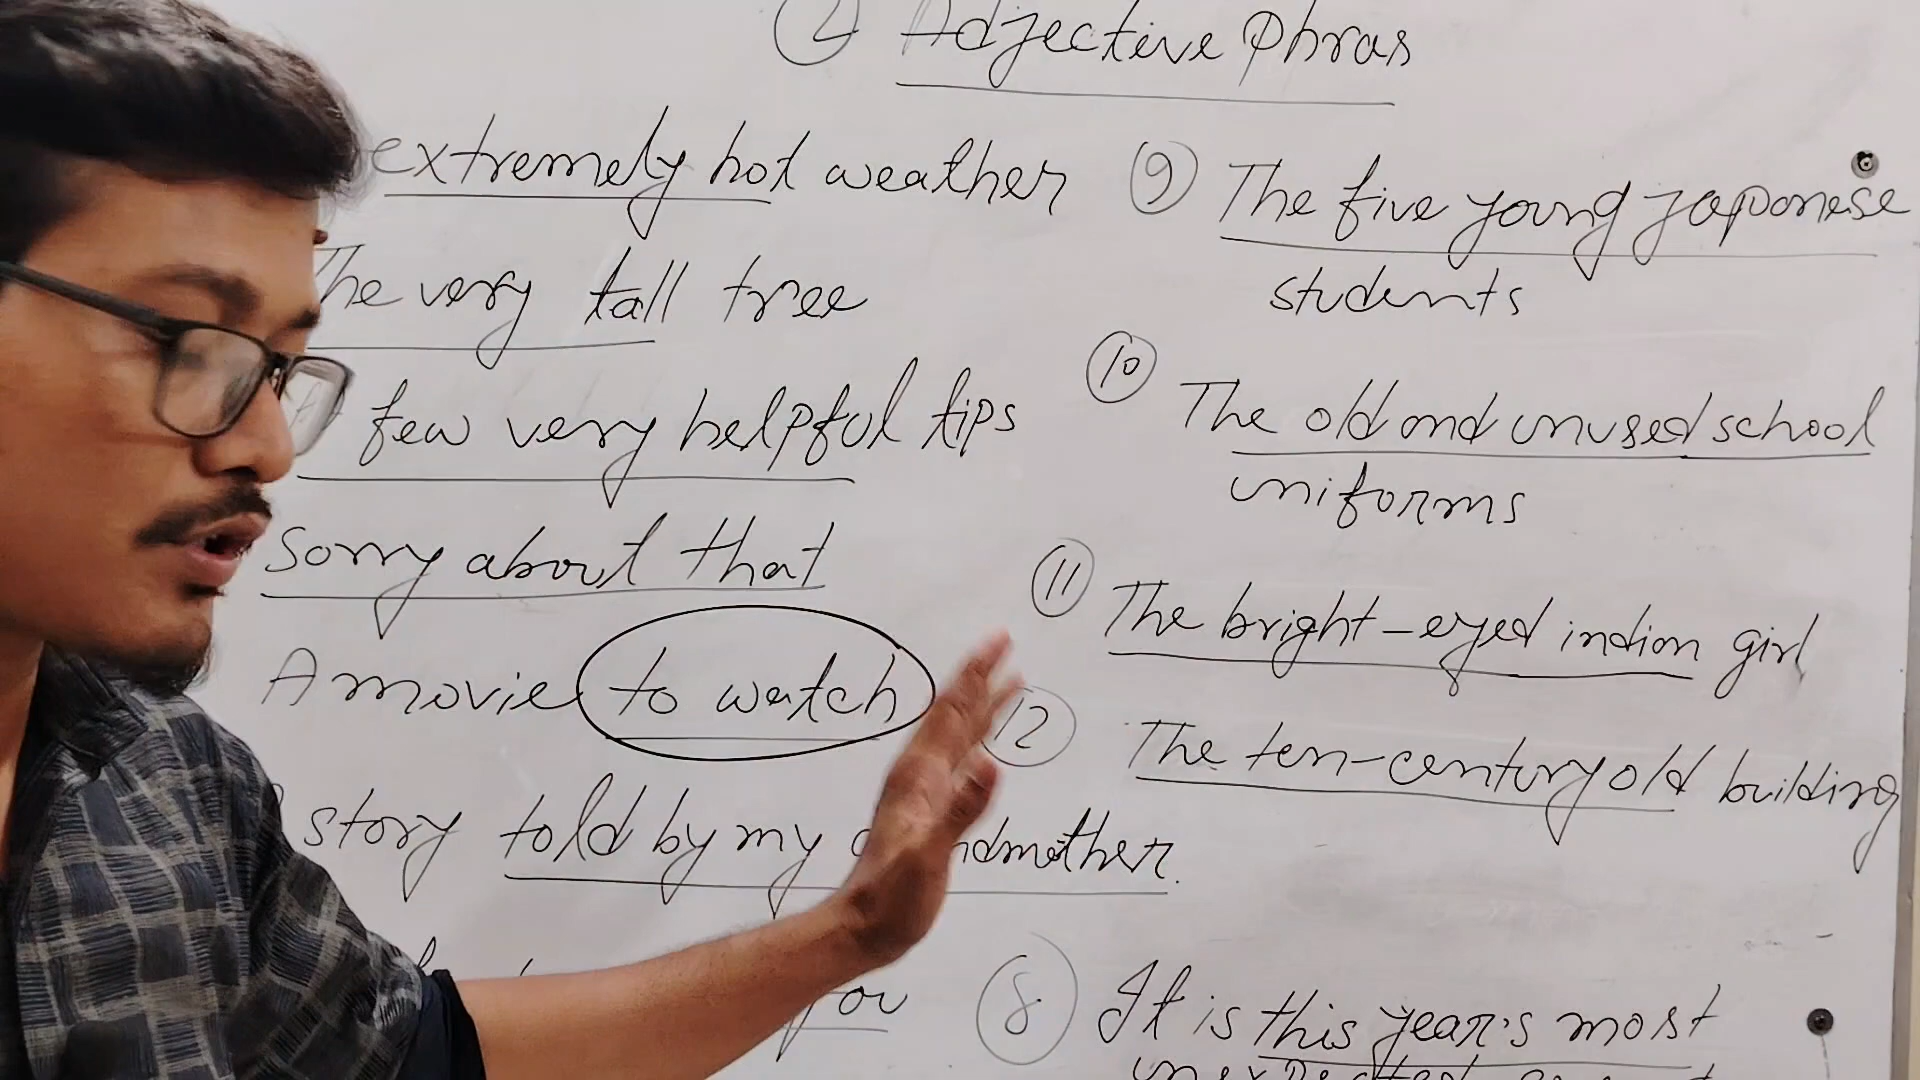 2 Adjective Phras
extremely hot weather
The very tall tree
few very helpful tips
Sorry about that
A movie to watch
story told by my
you
9 The five young Japanese
students
10 The old and unused school
uniforms
11 The bright-eyed indian girl
12 The ten-century old building
8 It is this year's most